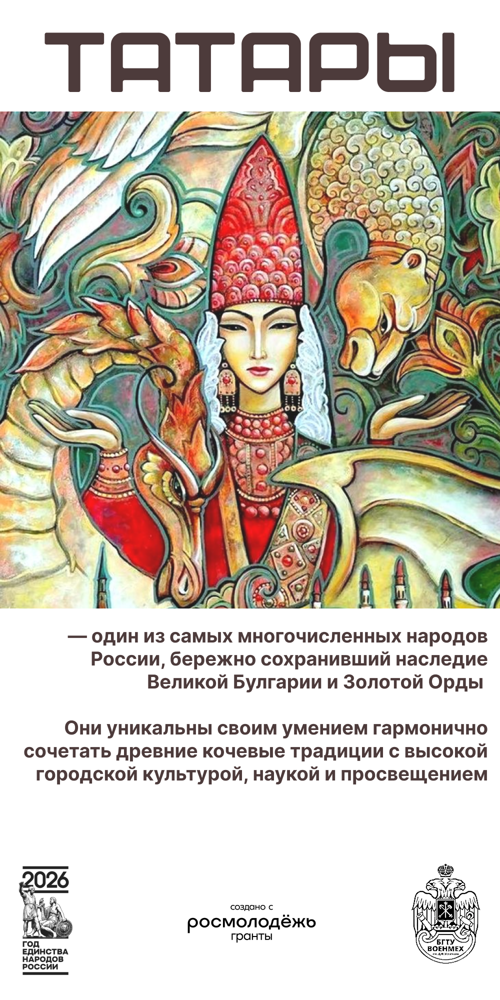 ТАТАРЫ
— один из самых многочисленных народов
России, бережно сохранивший наследие
Великой Булгарии и Золотой Орды
Они уникальны своим умением гармонично
сочетать древние кочевые традиции с высокой
городской культурой, наукой и просвещением
2026
ГОД
ЕДИНСТВА
НАРОДОВ
РОССИИ
создано с
росмолодёжь
гранты
БГТУ
ВОЕНМЕХ
им. Д.Ф. Устинова